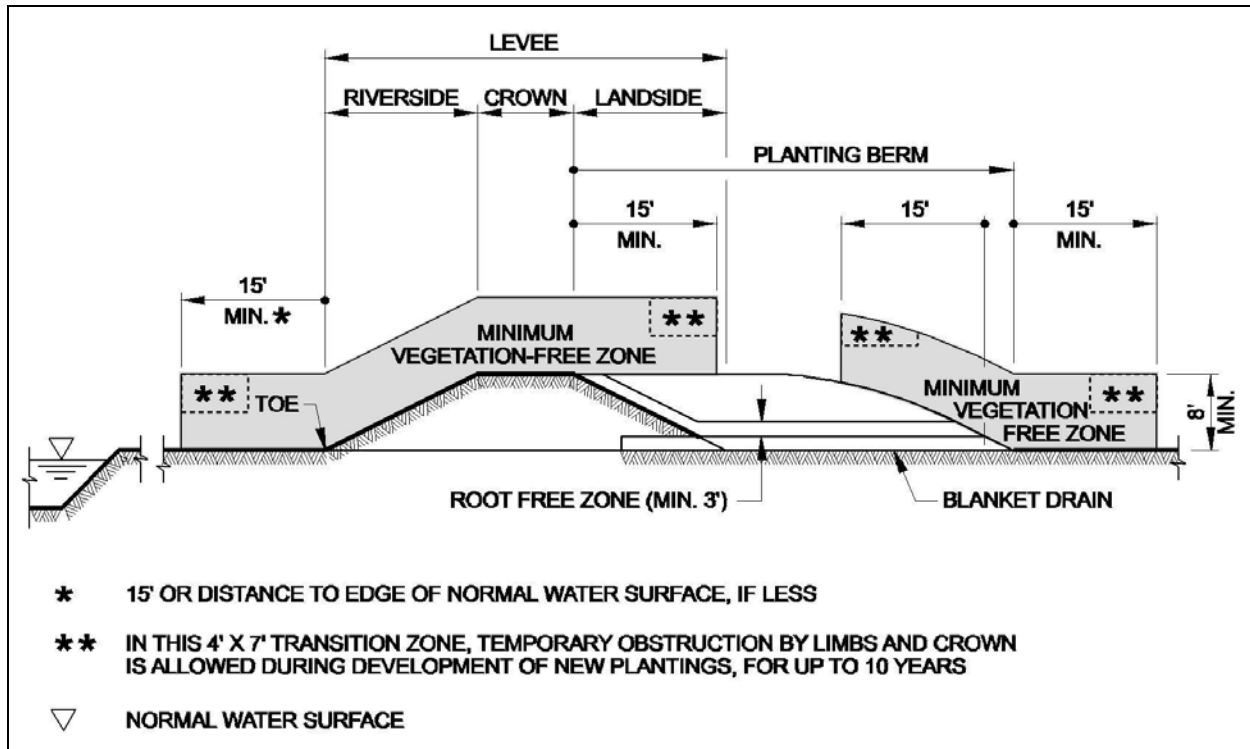 LEVEE
RIVERSIDE
CROWN
LANDSIDE
PLANTING BERM
15'
MIN.
15'
15'
MIN.
15'
MIN. *
**
MINIMUM
VEGETATION-FREE ZONE
**
**
TOE
MINIMUM
VEGETATION
FREE ZONE
**
8'
MIN.
ROOT FREE ZONE (MIN. 3')
BLANKET DRAIN
* 15' OR DISTANCE TO EDGE OF NORMAL WATER SURFACE, IF LESS
** IN THIS 4' X 7' TRANSITION ZONE, TEMPORARY OBSTRUCTION BY LIMBS AND CROWN
IS ALLOWED DURING DEVELOPMENT OF NEW PLANTINGS, FOR UP TO 10 YEARS
NORMAL WATER SURFACE